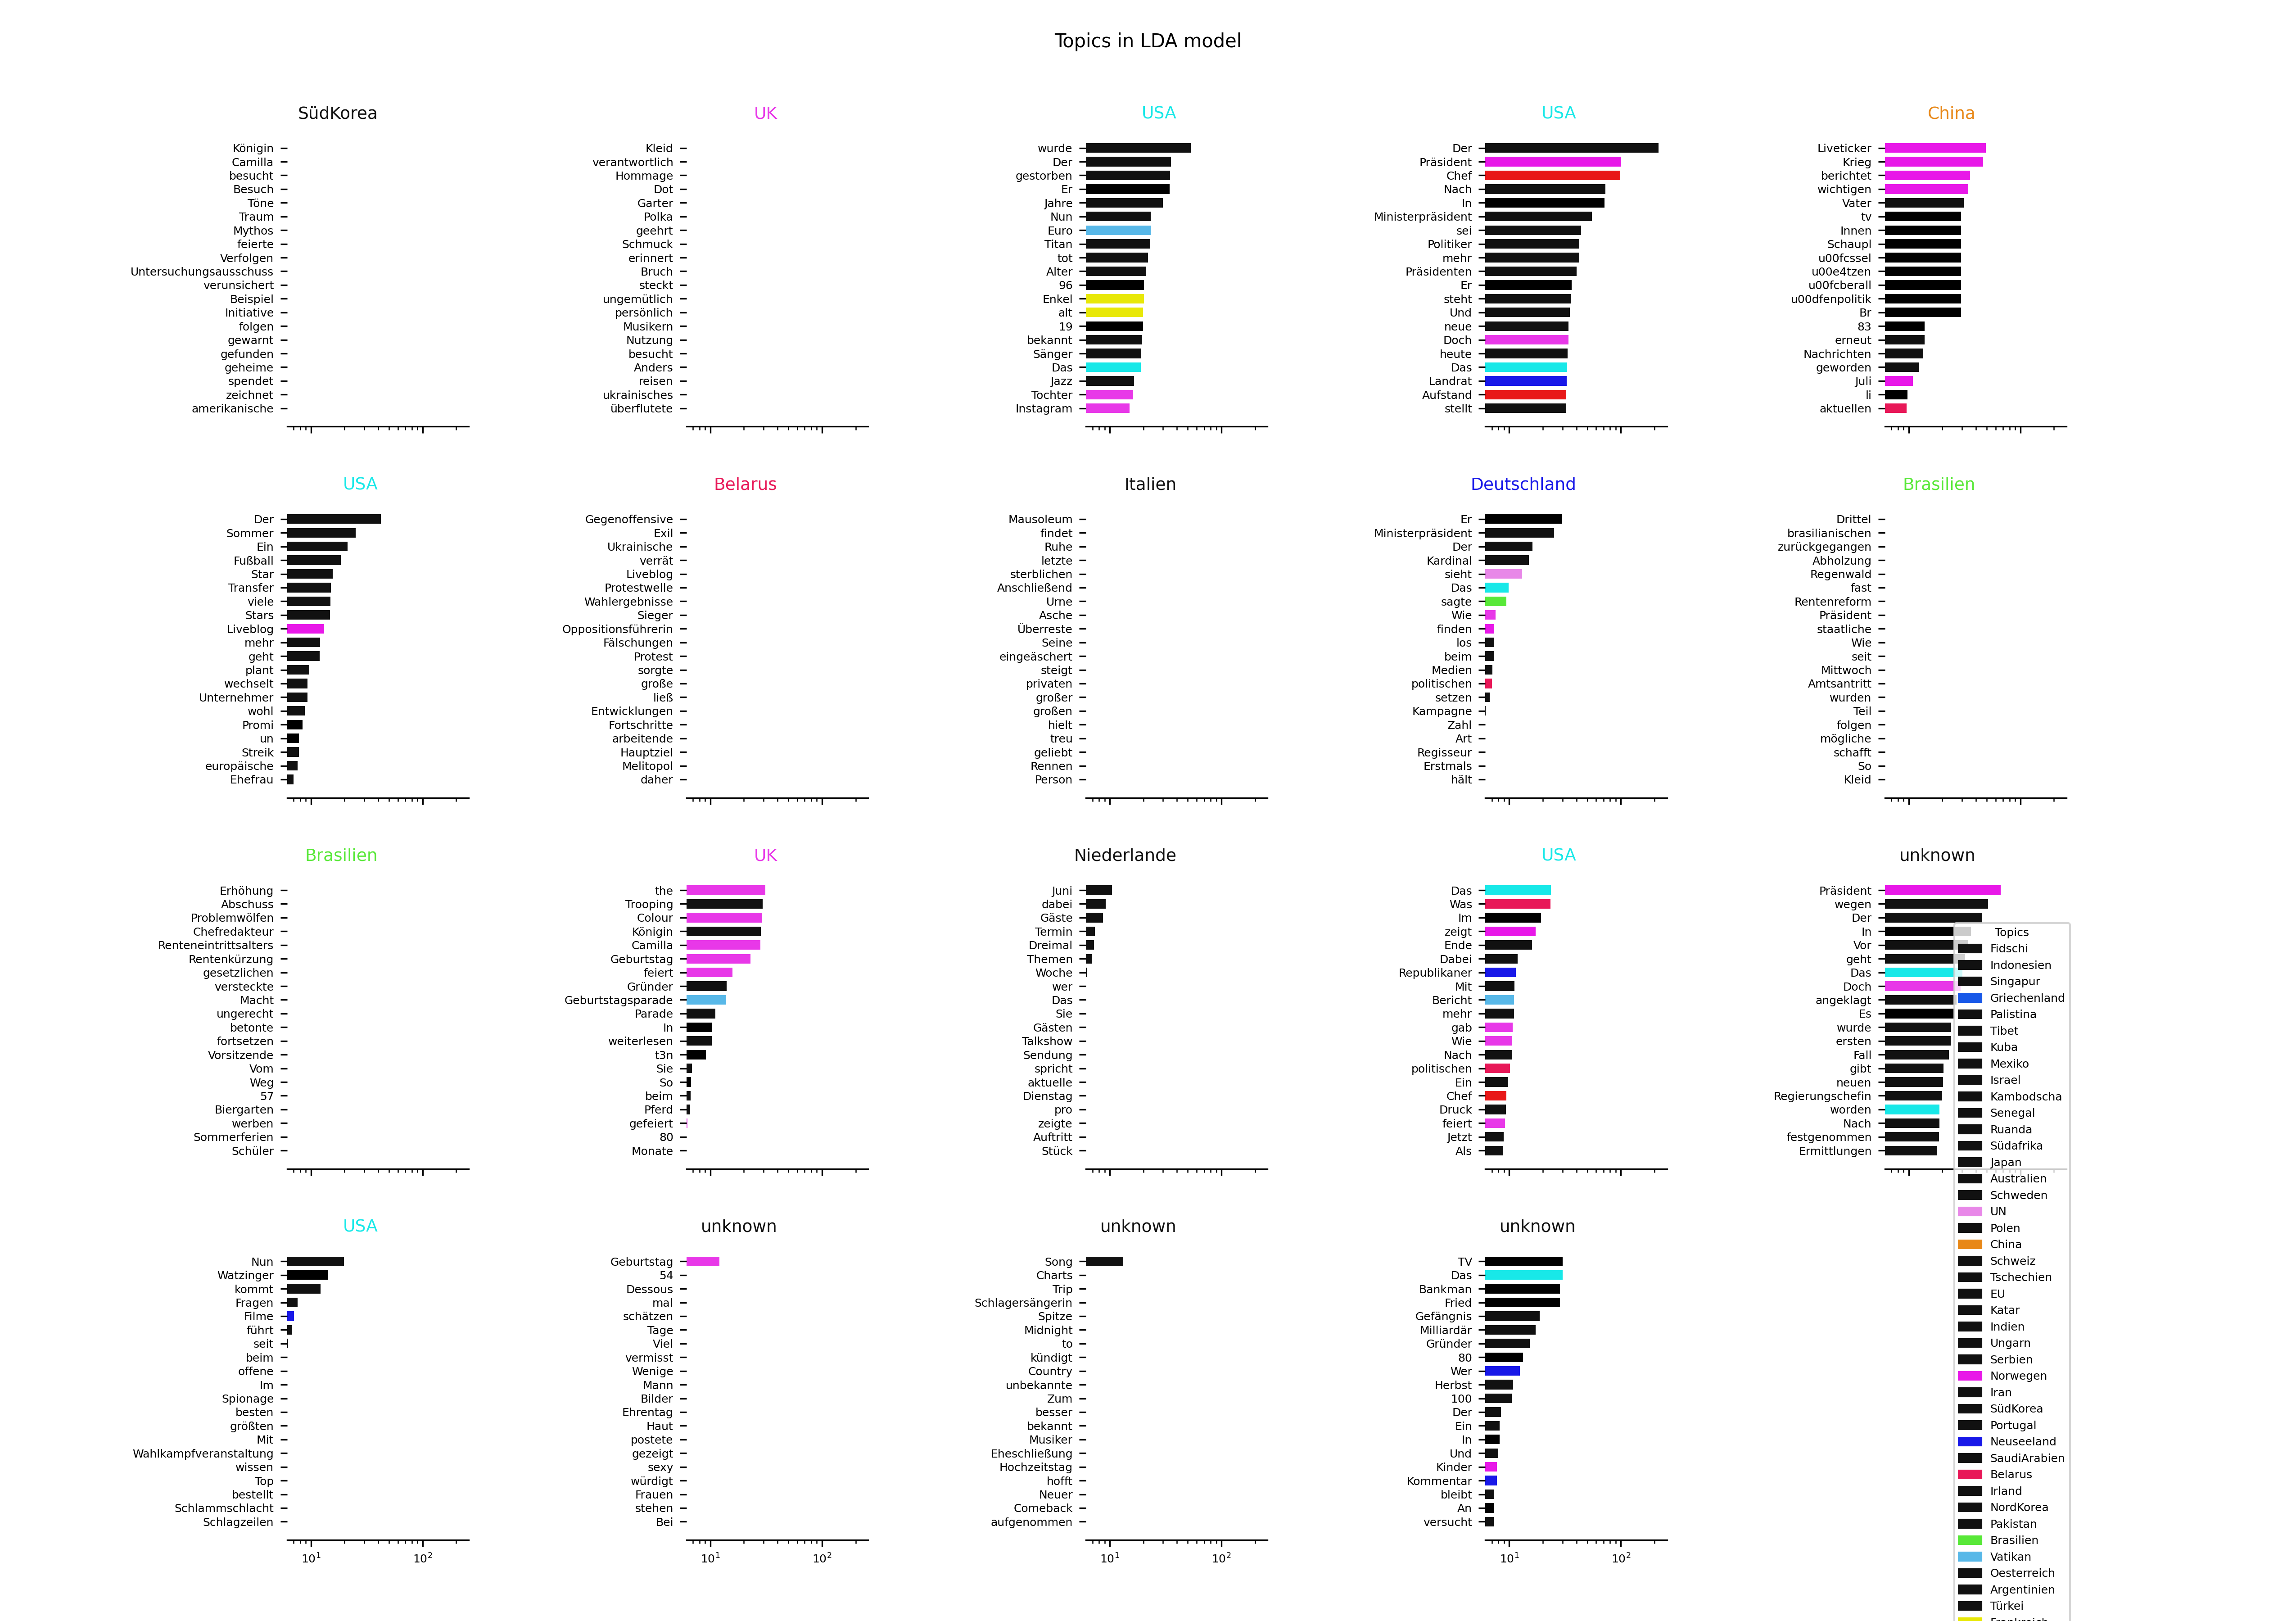 Topics in LDA model
SüdKorea
Königin
Camilla
besucht
Besuch
Töne
Traum
Mythos
feierte
Verfolgen
Untersuchungsausschuss
verunsichert
Beispiel
Initiative
folgen
gewarnt
gefunden
geheime
spendet
zeichnet
amerikanische
UK
Kleid
verantwortlich
Hommage
Dot
Garter
Polka
geehrt
Schmuck
erinnert
Bruch
steckt
ungemütlich
persönlich
Musikern
Nutzung
besucht
Anders
reisen
ukrainisches
überflutete
USA
wurde
Der
gestorben
Er
Jahre
Nun
Euro
Titan
tot
Alter
96
Enkel
alt
19
bekannt
Sänger
Das
Jazz
Tochter
Instagram
USA
Der
Präsident
Chef
Nach
In
Ministerpräsident
sei
Politiker
mehr
Präsidenten
Er
steht
Und
neue
Doch
heute
Das
Landrat
Aufstand
stellt
China
Liveticker
Krieg
berichtet
wichtigen
Vater
tv
Innen
Schaupl
u00fcssel
u00e4tzen
u00fcberall
u00dfenpolitik
Br
83
erneut
Nachrichten
geworden
Juli
li
aktuellen
USA
Der
Sommer
Ein
Fußball
Star
Transfer
viele
Stars
Liveblog
mehr
geht
plant
wechselt
Unternehmer
wohl
Promi
un
Streik
europäische
Ehefrau
Belarus
Gegenoffensive
Exil
Ukrainische
verrät
Liveblog
Protestwelle
Wahlergebnisse
Sieger
Oppositionsführerin
Fälschungen
Protest
sorgte
große
ließ
Entwicklungen
Fortschritte
arbeitende
Hauptziel
Melitopol
daher
Italien
Mausoleum
findet
Ruhe
letzte
sterblichen
Anschließend
Urne
Asche
Überreste
Seine
eingeäschert
steigt
privaten
großer
großen
hielt
treu
geliebt
Rennen
Person
Deutschland
Er
Ministerpräsident
Der
Kardinal
sieht
Das
sagte
Wie
finden
los
beim
Medien
politischen
setzen
Kampagne
Zahl
Art
Regisseur
Erstmals
hält
Brasilien
Drittel
brasilianischen
zurückgegangen
Abholzung
Regenwald
fast
Rentenreform
Präsident
staatliche
Wie
seit
Mittwoch
Amtsantritt
wurden
Teil
folgen
mögliche
schafft
So
Kleid
Brasilien
Erhöhung
Abschuss
Problemwölfen
Chefredakteur
Renteneintrittsalters
Rentenkürzung
gesetzlichen
versteckte
Macht
ungerecht
betonte
fortsetzen
Vorsitzende
Vom
Weg
57
Biergarten
werben
Sommerferien
Schüler
UK
the
Trooping
Colour
Königin
Camilla
Geburtstag
feiert
Gründer
Geburtstagsparade
Parade
In
weiterlesen
t3n
Sie
So
beim
Pferd
gefeiert
80
Monate
Niederlande
Juni
dabei
Gäste
Termin
Dreimal
Themen
Woche
wer
Das
Sie
Gästen
Talkshow
Sendung
spricht
aktuelle
Dienstag
pro
zeigte
Auftritt
Stück
USA
Das
Was
Im
zeigt
Ende
Dabei
Republikaner
Mit
Bericht
mehr
gab
Wie
Nach
politischen
Ein
Chef
Druck
feiert
Jetzt
Als
unknown
Präsident
wegen
Der
In
Vor
geht
Das
Doch
angeklagt
Es
wurde
ersten
Fall
gibt
neuen
Regierungschefin
worden
Nach
festgenommen
Ermittlungen
USA
Nun
Watzinger
kommt
Fragen
Filme
führt
seit
beim
offene
Im
Spionage
besten
größten
Mit
Wahlkampfveranstaltung
wissen
Top
bestellt
Schlammschlacht
Schlagzeilen
10¹
10²
unknown
Geburtstag
54
Dessous
mal
schätzen
Tage
Viel
vermisst
Wenige
Mann
Bilder
Ehrentag
Haut
postete
gezeigt
sexy
würdigt
Frauen
stehen
Bei
10¹
10²
unknown
Song
Charts
Trip
Schlagersängerin
Spitze
Midnight
to
kündigt
Country
unbekannte
Zum
besser
bekannt
Musiker
Eheschließung
Hochzeitstag
hofft
Neuer
Comeback
aufgenommen
10¹
10²
unknown
TV
Das
Bankman
Fried
Gefängnis
Milliardär
Gründer
80
Wer
Herbst
100
Der
Ein
In
Und
Kinder
Kommentar
bleibt
An
versucht
10¹
10²
Topics
Fidschi
Indonesien
Singapur
Griechenland
Palistina
Tibet
Kuba
Mexiko
Israel
Kambodscha
Senegal
Ruanda
Südafrika
Japan
Australien
Schweden
UN
Polen
China
Schweiz
Tschechien
EU
Katar
Indien
Ungarn
Serbien
Norwegen
Iran
SüdKorea
Portugal
Neuseeland
SaudiArabien
Belarus
Irland
NordKorea
Pakistan
Brasilien
Vatikan
Oesterreich
Argentinien
Türkei